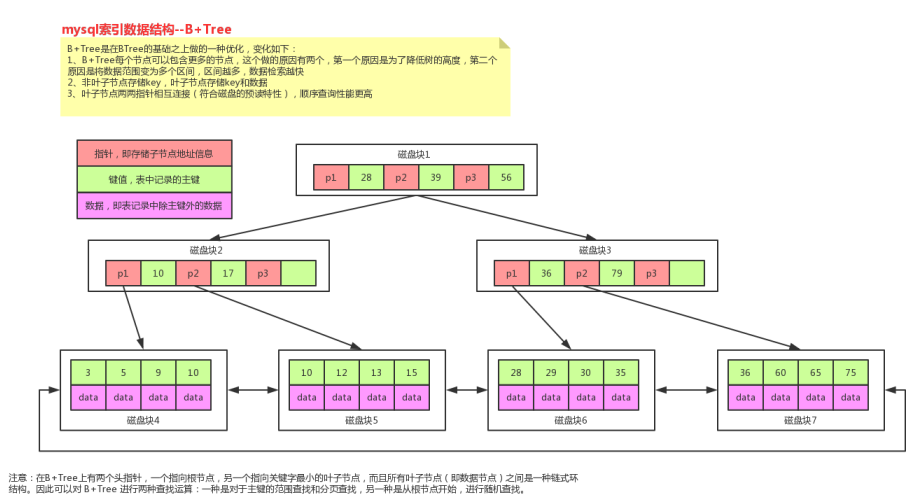 mysql索引数据结构--B+Tree
B+Tree是在BTree的基础之上做的一种优化，变化如下：
1、B+Tree每个节点可以包含更多的节点，这个做的原因有两个，第一个原因是为了降低树的高度，第二个
原因是将数据范围变为多个区间，区间越多，数据检索越快
2、非叶子节点存储key，叶子节点存储key和数据
3、叶子节点两两指针相互连接（符合磁盘的预读特性），顺序查询性能更高
指针，即存储子节点地址信息
键值，表中记录的主键
数据，即表记录中除主键外的数据
磁盘块1
p1 28 p2 39 p3 56
磁盘块2
p1 10 p2 17 p3
磁盘块3
p1 36 p2 79 p3
3 5 9 10
data data data data
磁盘块4
10 12 13 15
data data data data
磁盘块5
28 29 30 35
data data data data
磁盘块6
36 60 65 75
data data data data
磁盘块7
注意：在B+Tree上有两个头指针，一个指向根节点，另一个指向关键字最小的叶子节点，而且所有叶子节点（即数据节点）之间是一种链式环
结构。因此可以对 B+Tree 进行两种查找运算：一种是对于主键的范围查找和分页查找，另一种是从根节点开始，进行随机查找。